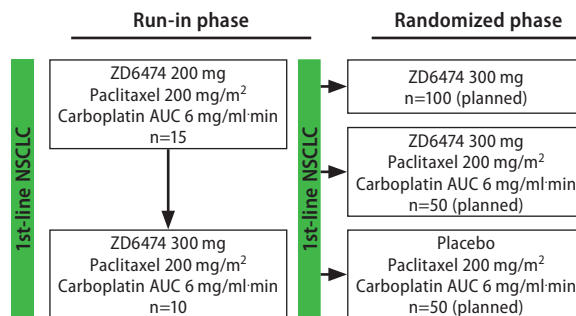 Run-in phase
Randomized phase
1st-line NSCLC
ZD6474 200 mg
Paclitaxel 200 mg/m²
Carboplatin AUC 6 mg/ml·min
n=15
ZD6474 300 mg
Paclitaxel 200 mg/m²
Carboplatin AUC 6 mg/ml·min
n=10
1st-line NSCLC
ZD6474 300 mg
n=100 (planned)
ZD6474 300 mg
Paclitaxel 200 mg/m²
Carboplatin AUC 6 mg/ml·min
n=50 (planned)
Placebo
Paclitaxel 200 mg/m²
Carboplatin AUC 6 mg/ml·min
n=50 (planned)